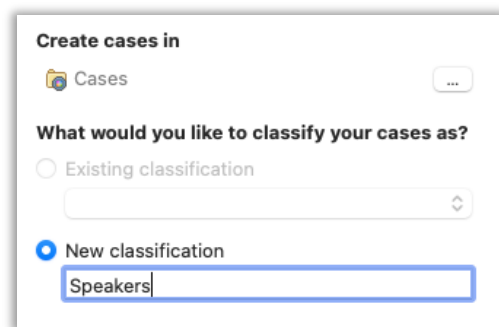 Create cases in
Cases
...
What would you like to classify your cases as?
Existing classification
New classification
Speakers